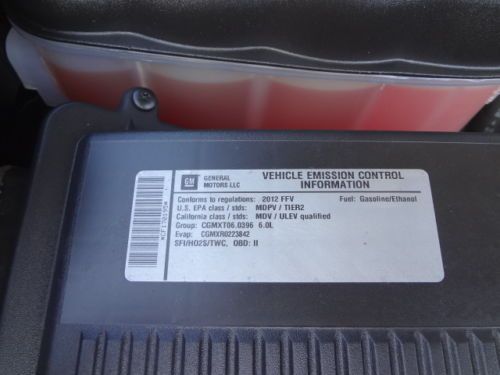 GM
GENERAL MOTORS LLC
VEHICLE EMISSION CONTROL
INFORMATION
Conforms to regulations: 2012 FFV Fuel: Gasoline/Ethanol
U.S. EPA class / stds: MDPV / TIER2
California class / stds: MDV / ULEV qualified
Group: CGMXT06.0396 6.0L
Evap: CGMXR0223842
SFI/HO2S/TWC, OBD: II